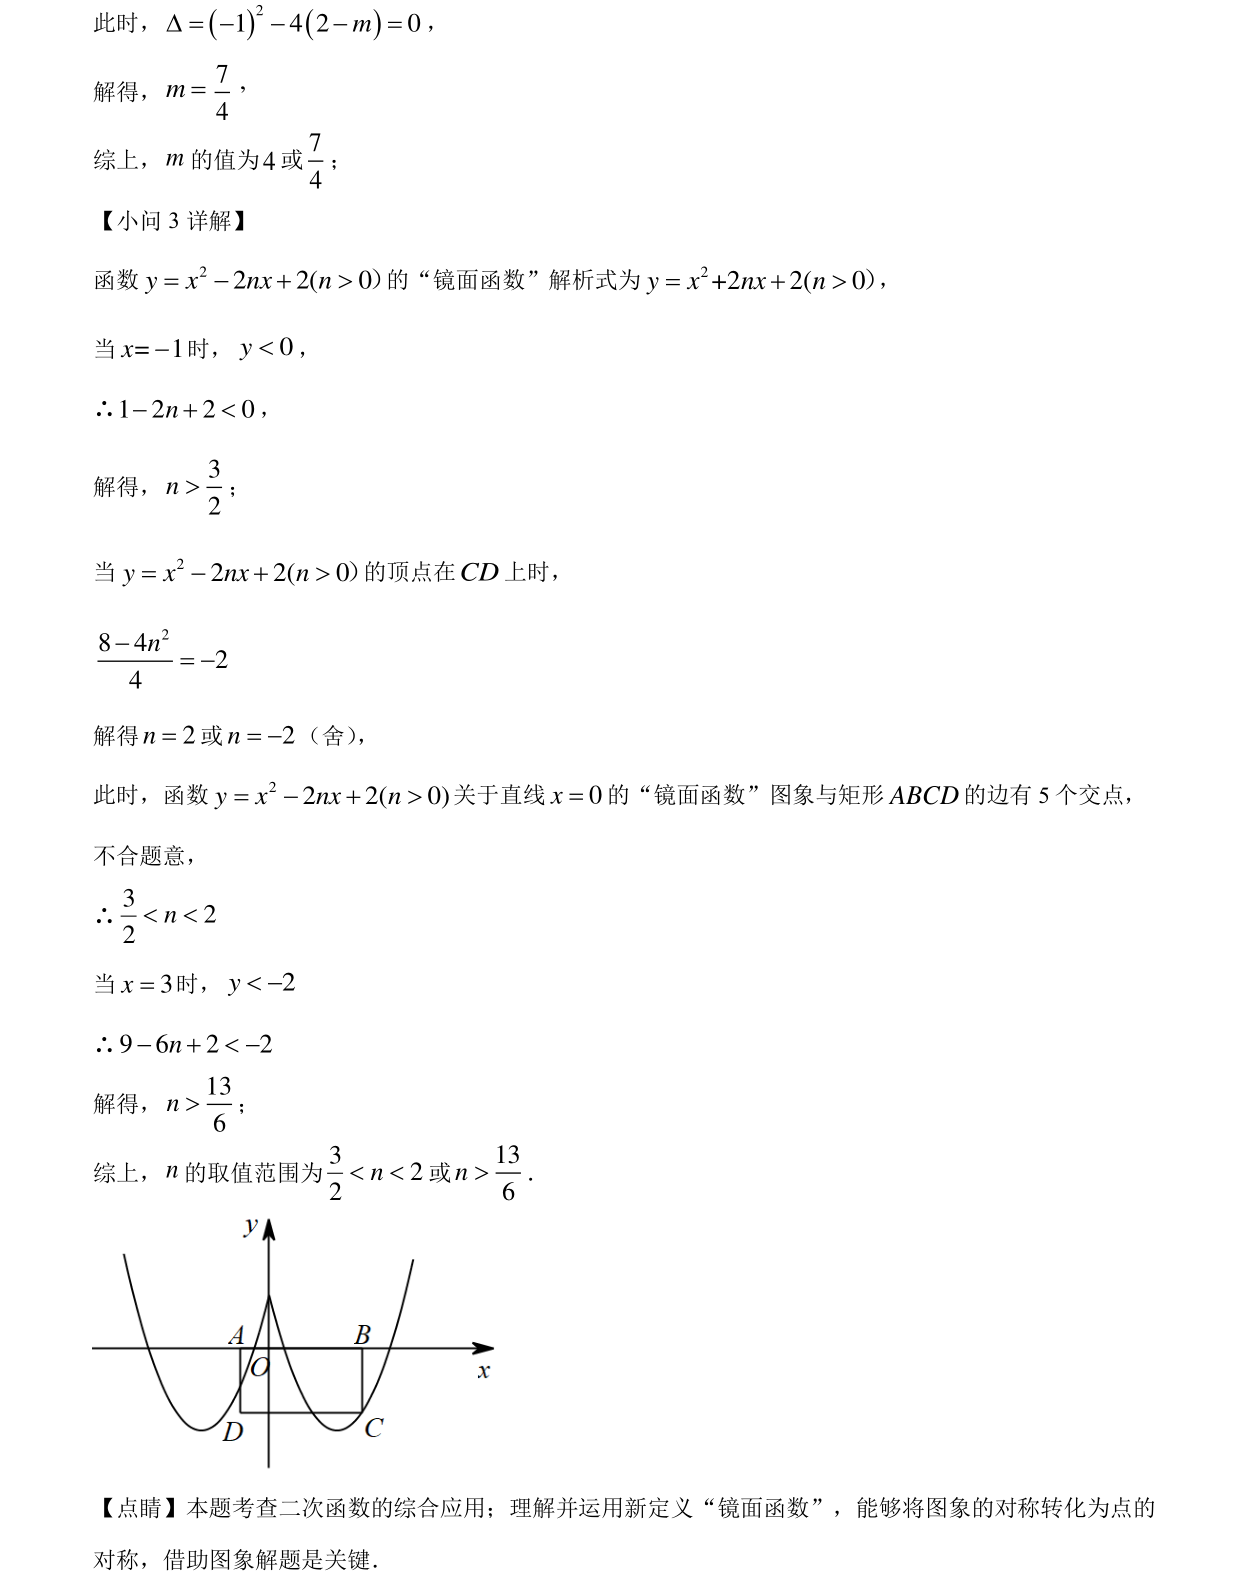 此时，Δ=(−1)²−4(2−m)=0，
解得，m=7/4，
综上，m 的值为4或7/4；
【小问 3 详解】
函数 y=x²−2nx+2(n>0)的“镜面函数”解析式为 y=x²+2nx+2(n>0)，
当 x=−1时， y<0，
∴1−2n+2<0，
解得，n>3/2；
当 y=x²−2nx+2(n>0)的顶点在CD 上时，
(8−4n²)/4=−2
解得n=2或n=−2（舍），
此时，函数 y=x²−2nx+2(n>0)关于直线x=0的“镜面函数”图象与矩形ABCD的边有 5 个交点，
不合题意，
∴3/2<n<2
当x=3时， y<−2
∴9−6n+2<−2
解得，n>13/6；
综上，n 的取值范围为3/2<n<2或n>13/6．
y
A B
O
x
D C
【点睛】本题考查二次函数的综合应用；理解并运用新定义“镜面函数”，能够将图象的对称转化为点的
对称，借助图象解题是关键．